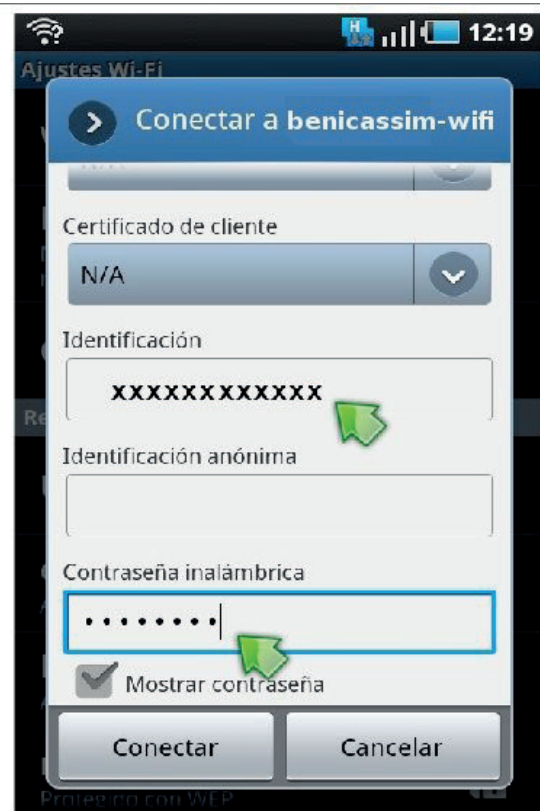 12:19
Ajustes Wi-Fi
Conectar a benicassim-wifi
Certificado de cliente
N/A
Identificación
xxxxxxxxxxxx
Identificación anónima
Contraseña inalámbrica
••••••••
Mostrar contraseña
Conectar
Cancelar
Protegido con WEP